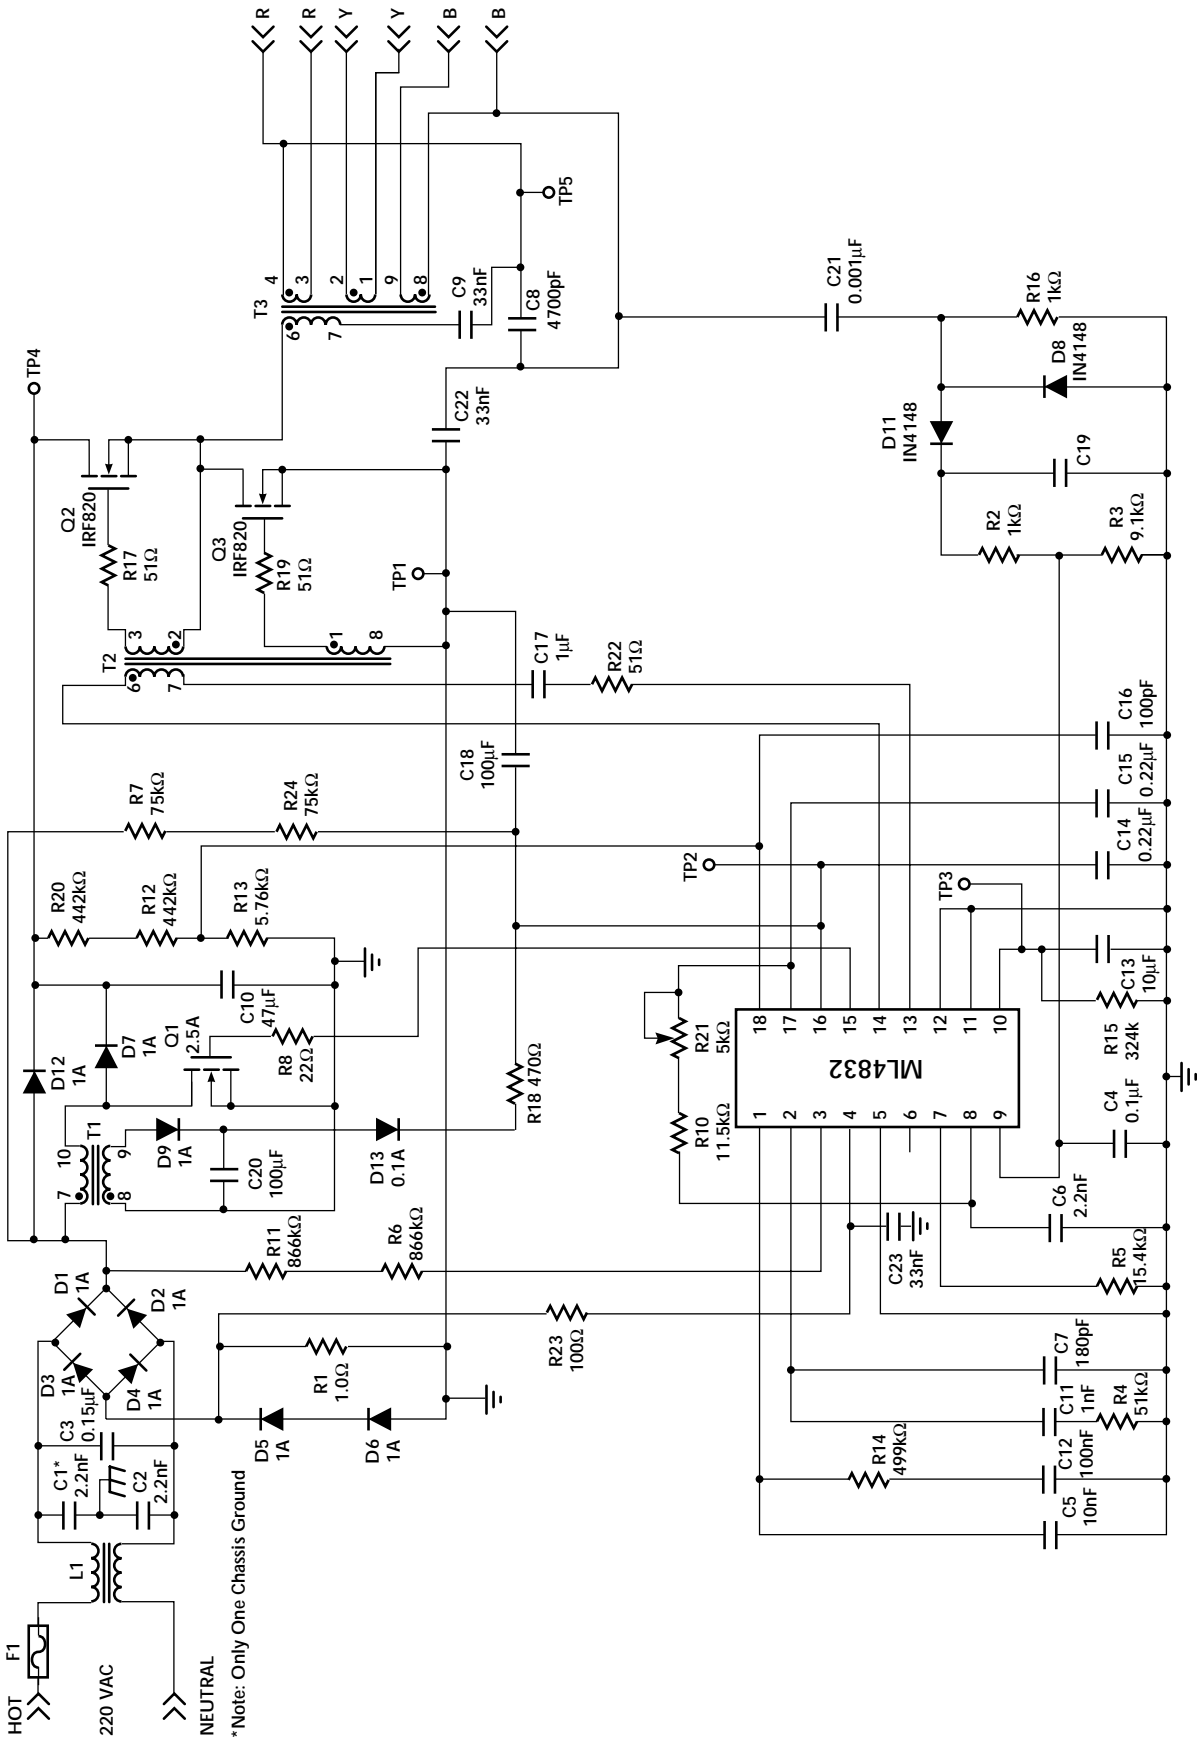 HOT
F1
220 VAC
NEUTRAL
*Note: Only One Chassis Ground
L1
C1*
2.2nF
C2
2.2nF
C3
0.15µF
D3
1A
D4
1A
D1
1A
D2
1A
D5
1A
D6
1A
R1
1.0Ω
R11
866kΩ
R6
866kΩ
R23
100Ω
T1
7
10
8
9
D12
1A
D7
1A
Q1
2.5A
D9
1A
C20
100µF
D13
0.1A
R8
22Ω
C10
47µF
R18 470Ω
R20
442kΩ
R12
442kΩ
R13
5.76kΩ
R7
75kΩ
R24
75kΩ
C18
100µF
T2
6
7
3
2
1
8
R17
51Ω
Q2
IRF820
R19
51Ω
Q3
IRF820
TP4
TP1
C17
1µF
R22
51Ω
C22
33nF
T3
6
7
4
3
2
1
9
8
C9
33nF
C8
4700pF
TP5
R
R
Y
Y
B
B
C21
0.001µF
R16
1kΩ
D8
IN4148
D11
IN4148
C19
R2
1kΩ
R3
9.1kΩ
C16
100pF
C15
0.22µF
C14
0.22µF
TP2
TP3
C13
10µF
R15
324k
C4
0.1µF
C6
2.2nF
R21
5kΩ
R10
11.5kΩ
ML4832
1
2
3
4
5
6
7
8
9
18
17
16
15
14
13
12
11
10
C23
33nF
R5
15.4kΩ
C7
180pF
C11
1nF
R4
51kΩ
R14
499kΩ
C12
100nF
C5
10nF